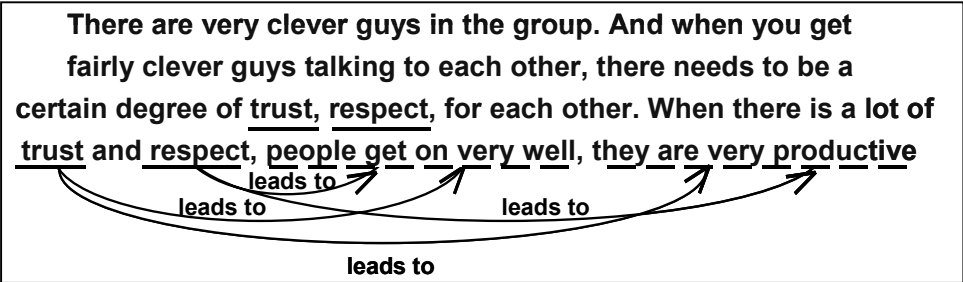 There are very clever guys in the group. And when you get
fairly clever guys talking to each other, there needs to be a
certain degree of trust, respect, for each other. When there is a lot of
trust and respect, people get on very well, they are very productive
leads to
leads to leads to
leads to